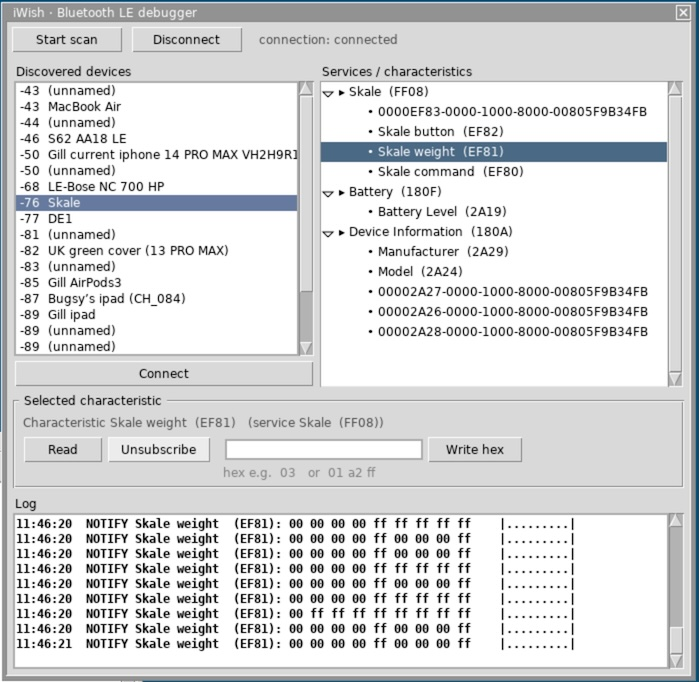 iWish · Bluetooth LE debugger
Start scan
Disconnect
connection: connected
Discovered devices
-43 (unnamed)
-43 MacBook Air
-44 (unnamed)
-46 S62 AA18 LE
-50 Gill current iphone 14 PRO MAX VH2H9R1
-50 (unnamed)
-68 LE-Bose NC 700 HP
-76 Skale
-77 DE1
-81 (unnamed)
-82 UK green cover (13 PRO MAX)
-83 (unnamed)
-85 Gill AirPods3
-87 Bugsy's ipad (CH_084)
-89 Gill ipad
-89 (unnamed)
-89 (unnamed)
Connect
Services / characteristics
Skale (FF08)
• 0000EF83-0000-1000-8000-00805F9B34FB
• Skale button (EF82)
• Skale weight (EF81)
• Skale command (EF80)
Battery (180F)
• Battery Level (2A19)
Device Information (180A)
• Manufacturer (2A29)
• Model (2A24)
• 00002A27-0000-1000-8000-00805F9B34FB
• 00002A26-0000-1000-8000-00805F9B34FB
• 00002A28-0000-1000-8000-00805F9B34FB
Selected characteristic
Characteristic Skale weight (EF81) (service Skale (FF08))
Read
Unsubscribe
Write hex
hex e.g. 03 or 01 a2 ff
Log
11:46:20 NOTIFY Skale weight (EF81): 00 00 00 00 ff ff ff ff ff |.........|
11:46:20 NOTIFY Skale weight (EF81): 00 00 00 00 ff 00 00 00 ff |.........|
11:46:20 NOTIFY Skale weight (EF81): 00 00 00 00 ff ff ff ff ff |.........|
11:46:20 NOTIFY Skale weight (EF81): 00 00 00 00 ff 00 00 00 ff |.........|
11:46:20 NOTIFY Skale weight (EF81): 00 00 00 00 ff ff ff ff ff |.........|
11:46:20 NOTIFY Skale weight (EF81): 00 00 00 00 ff 00 00 00 ff |.........|
11:46:20 NOTIFY Skale weight (EF81): 00 ff ff ff ff ff ff ff ff |.........|
11:46:20 NOTIFY Skale weight (EF81): 00 00 00 00 ff 00 00 00 ff |.........|
11:46:21 NOTIFY Skale weight (EF81): 00 00 00 00 ff 00 00 00 ff |.........|